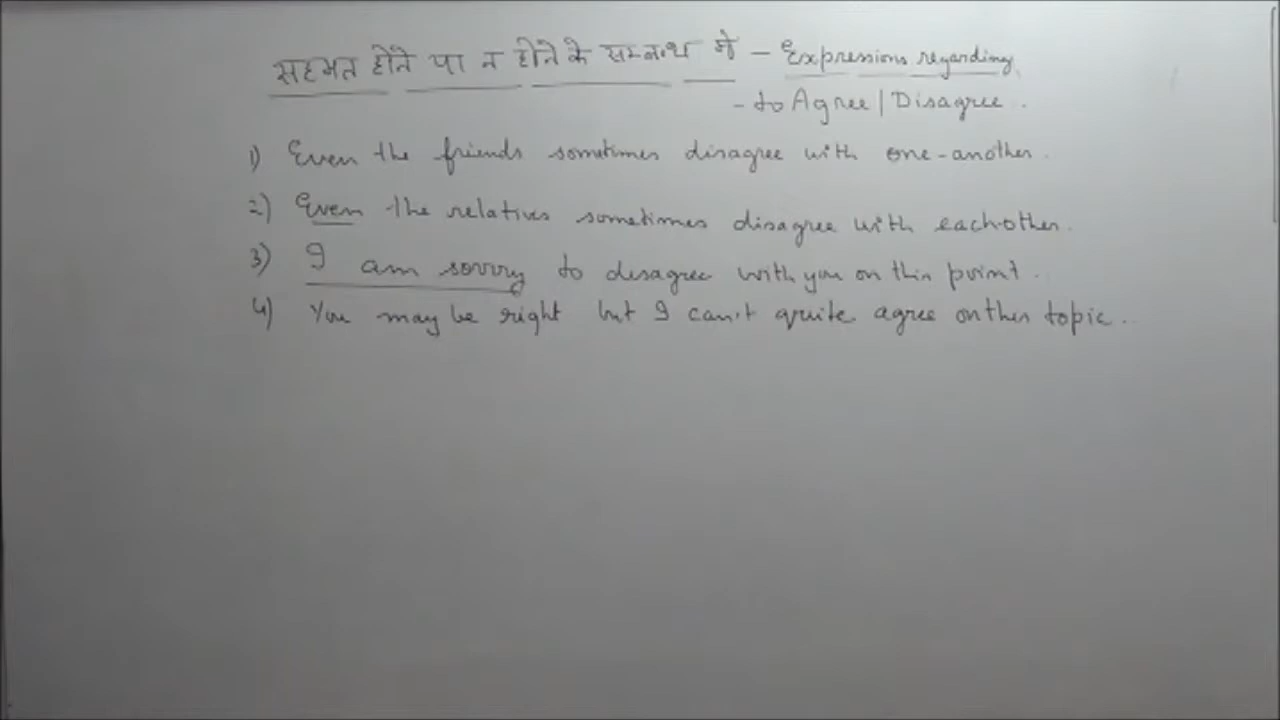 सहमत होने या न होने के सम्बन्ध में - Expressions regarding
- to Agree | Disagree.
1) Even the friends sometimes disagree with one-another.
2) Even the relatives sometimes disagree with each other.
3) I am sorry to disagree with you on this point.
4) You may be right but I can't quite agree on this topic..